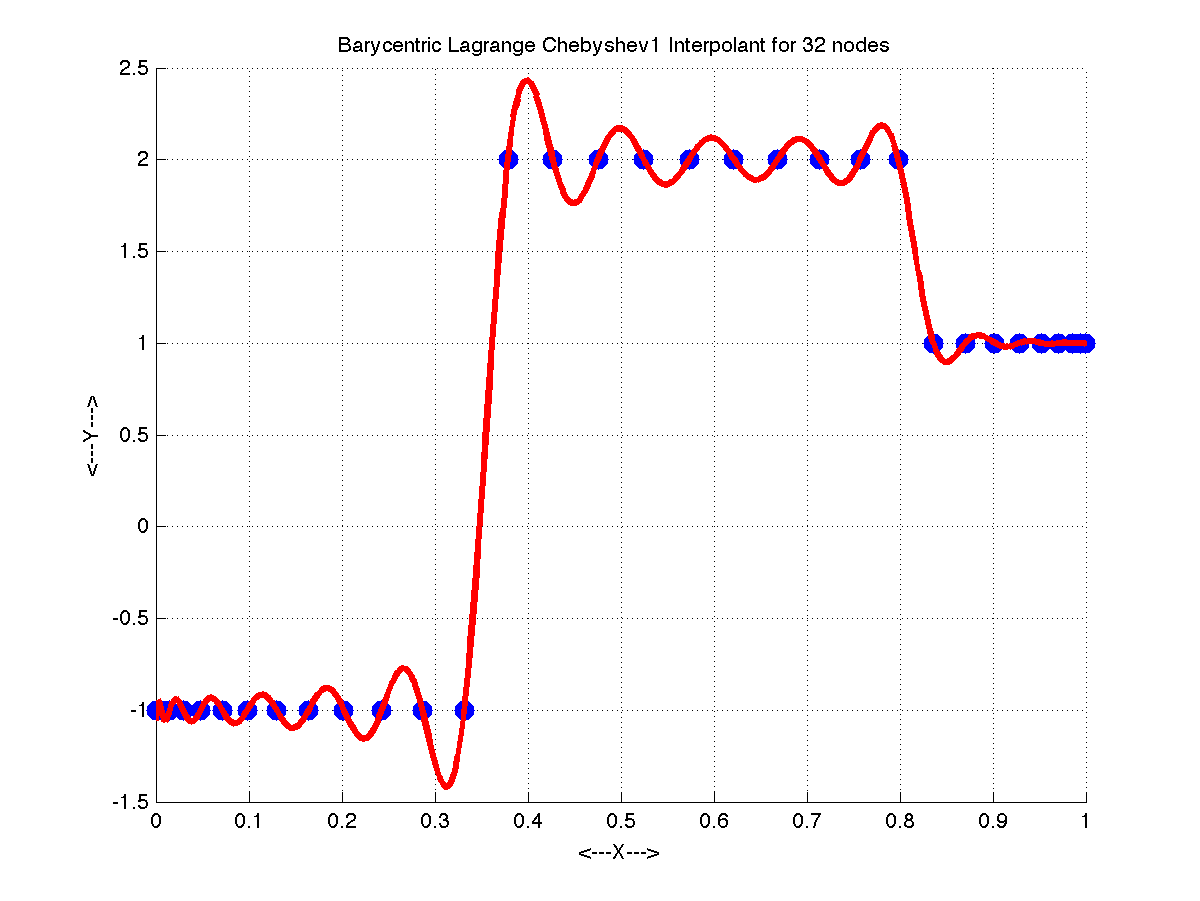 Barycentric Lagrange Chebyshev1 Interpolant for 32 nodes
2.5
2
1.5
1
0.5
0
-0.5
-1
-1.5
<---Y--->
0 0.1 0.2 0.3 0.4 0.5 0.6 0.7 0.8 0.9 1
<---X--->